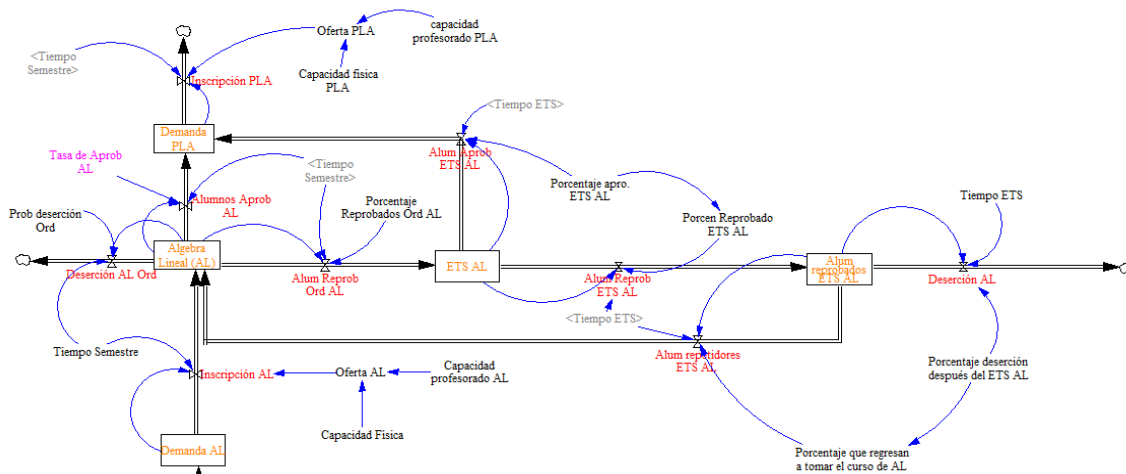 Oferta PLA
capacidad
profesorado PLA
<Tiempo
Semestre>
Inscripción PLA
Capacidad fisica
PLA
<Tiempo ETS>
Demanda
PLA
Alum Aprob
ETS AL
Tasa de Aprob
AL
<Tiempo
Semestre>
Alumnos Aprob
AL
Porcentaje apro.
ETS AL
Porcentaje
Reprobados Ord AL
Prob deserción
Ord
Porcen Reprobado
ETS AL
Tiempo ETS
Algebra
Lineal (AL)
Deserción AL Ord
Alum Reprob
Ord AL
ETS AL
Alum Reprob
ETS AL
Alum
reprobados
ETS AL
Deserción AL
<Tiempo ETS>
Tiempo Semestre
Alum repetidores
ETS AL
Inscripción AL
Oferta AL
Capacidad
profesorado AL
Porcentaje deserción
después del ETS AL
Capacidad Fisica
Demanda AL
Porcentaje que regresan
a tomar el curso de AL